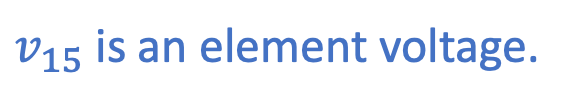 v₁₅ is an element voltage.